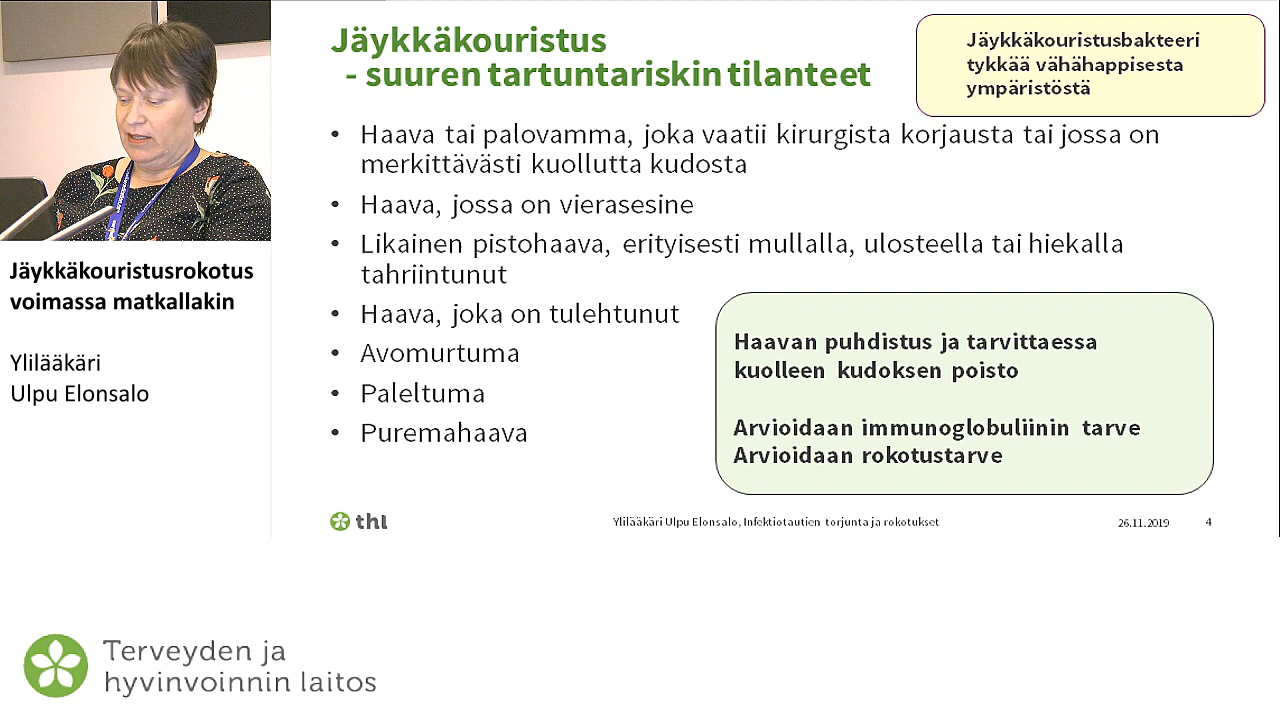 Jäykkäkouristus
- suuren tartuntariskin tilanteet
Jäykkäkouristusbakteeri
tykkää vähähappisesta
ympäristöstä
• Haava tai palovamma, joka vaatii kirurgista korjausta tai jossa on
merkittävästi kuollutta kudosta
• Haava, jossa on vierasesine
• Likainen pistohaava, erityisesti mullalla, ulosteella tai hiekalla
tahriintunut
• Haava, joka on tulehtunut
• Avomurtuma
• Paleltuma
• Puremahaava
Haavan puhdistus ja tarvittaessa
kuolleen kudoksen poisto
Arvioidaan immunoglobuliinin tarve
Arvioidaan rokotustarve
thl
Ylilääkäri Ulpu Elonsalo, Infektiotautien torjunta ja rokotukset
26.11.2019
4
Jäykkäkouristusrokotus
voimassa matkallakin
Ylilääkäri
Ulpu Elonsalo
Terveyden ja
hyvinvoinnin laitos